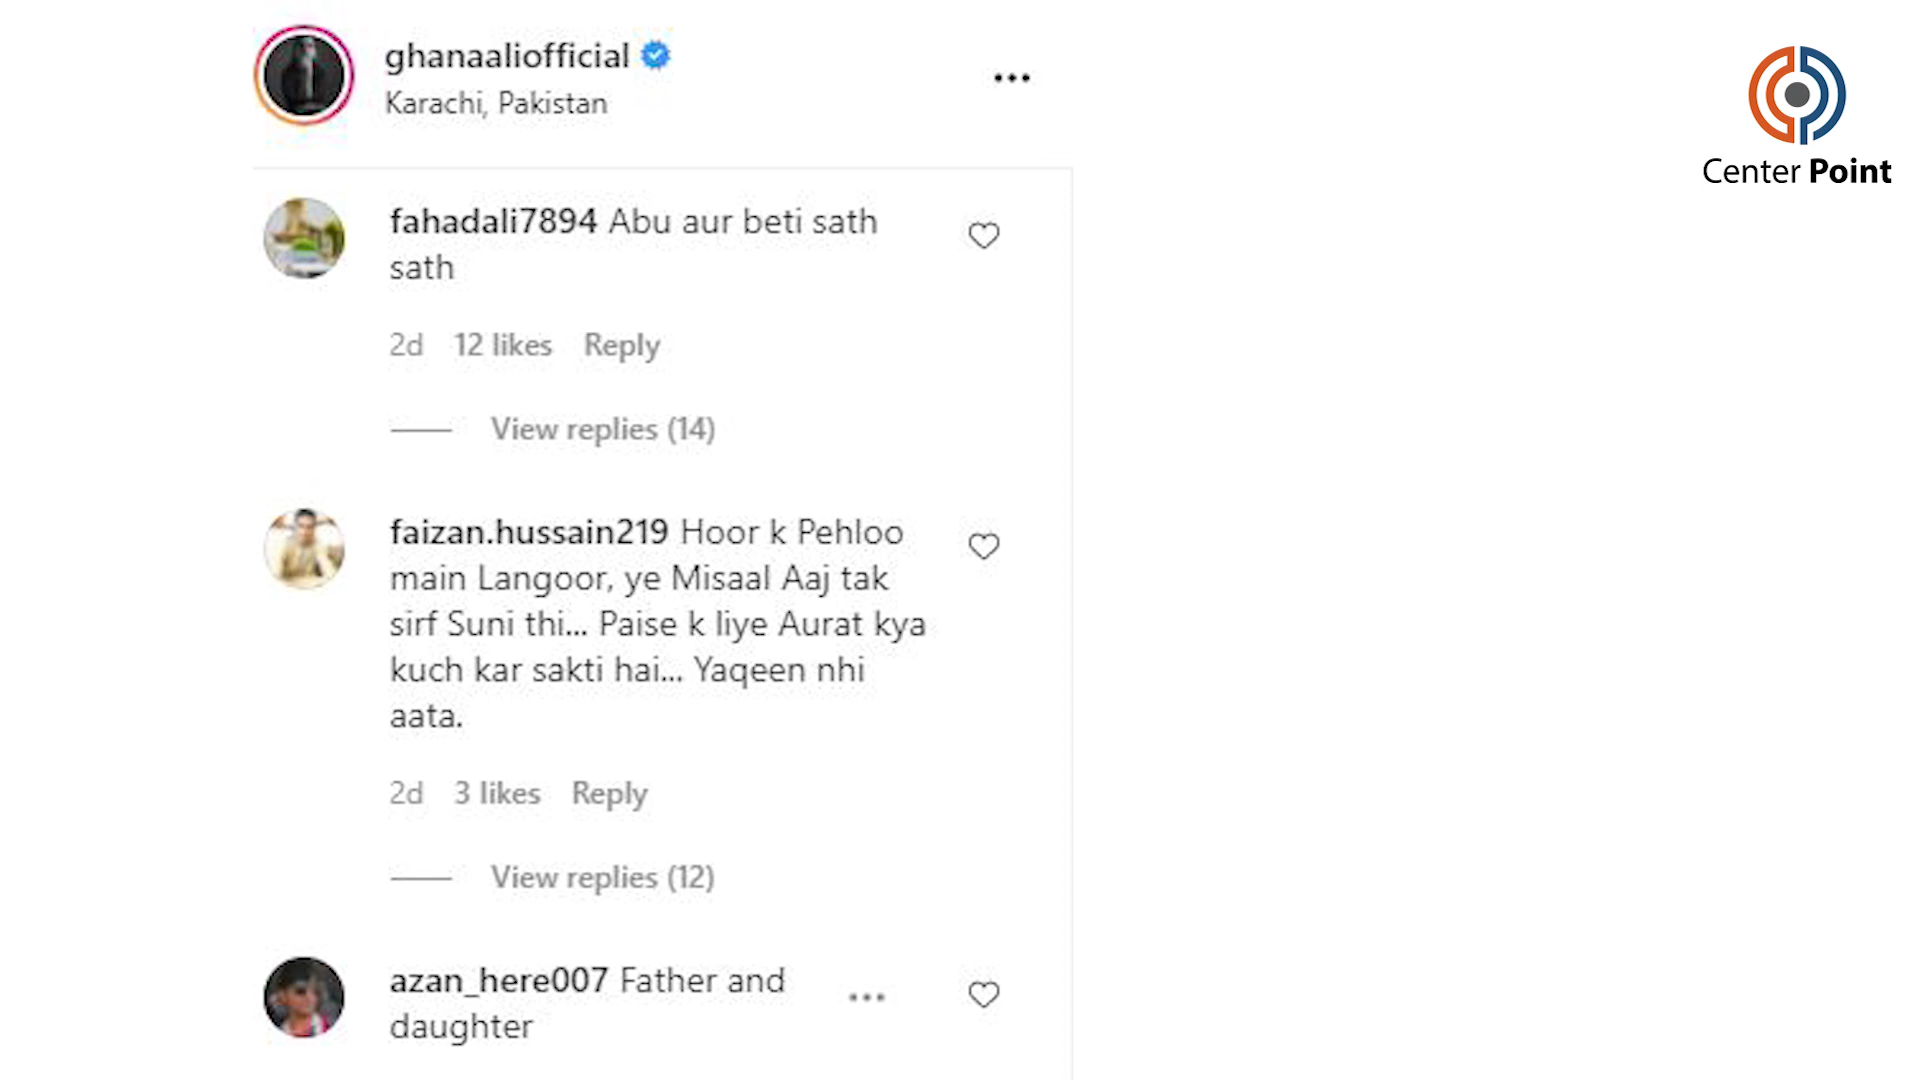 ghanaaliofficial
Karachi, Pakistan
Center Point
fahadali7894 Abu aur beti sath
sath
2d 12 likes Reply
View replies (14)
faizan.hussain219 Hoor k Pehloo
main Langoor, ye Misaal Aaj tak
sirf Suni thi... Paise k liye Aurat kya
kuch kar sakti hai... Yaqeen nhi
aata.
2d 3 likes Reply
View replies (12)
azan_here007 Father and
daughter